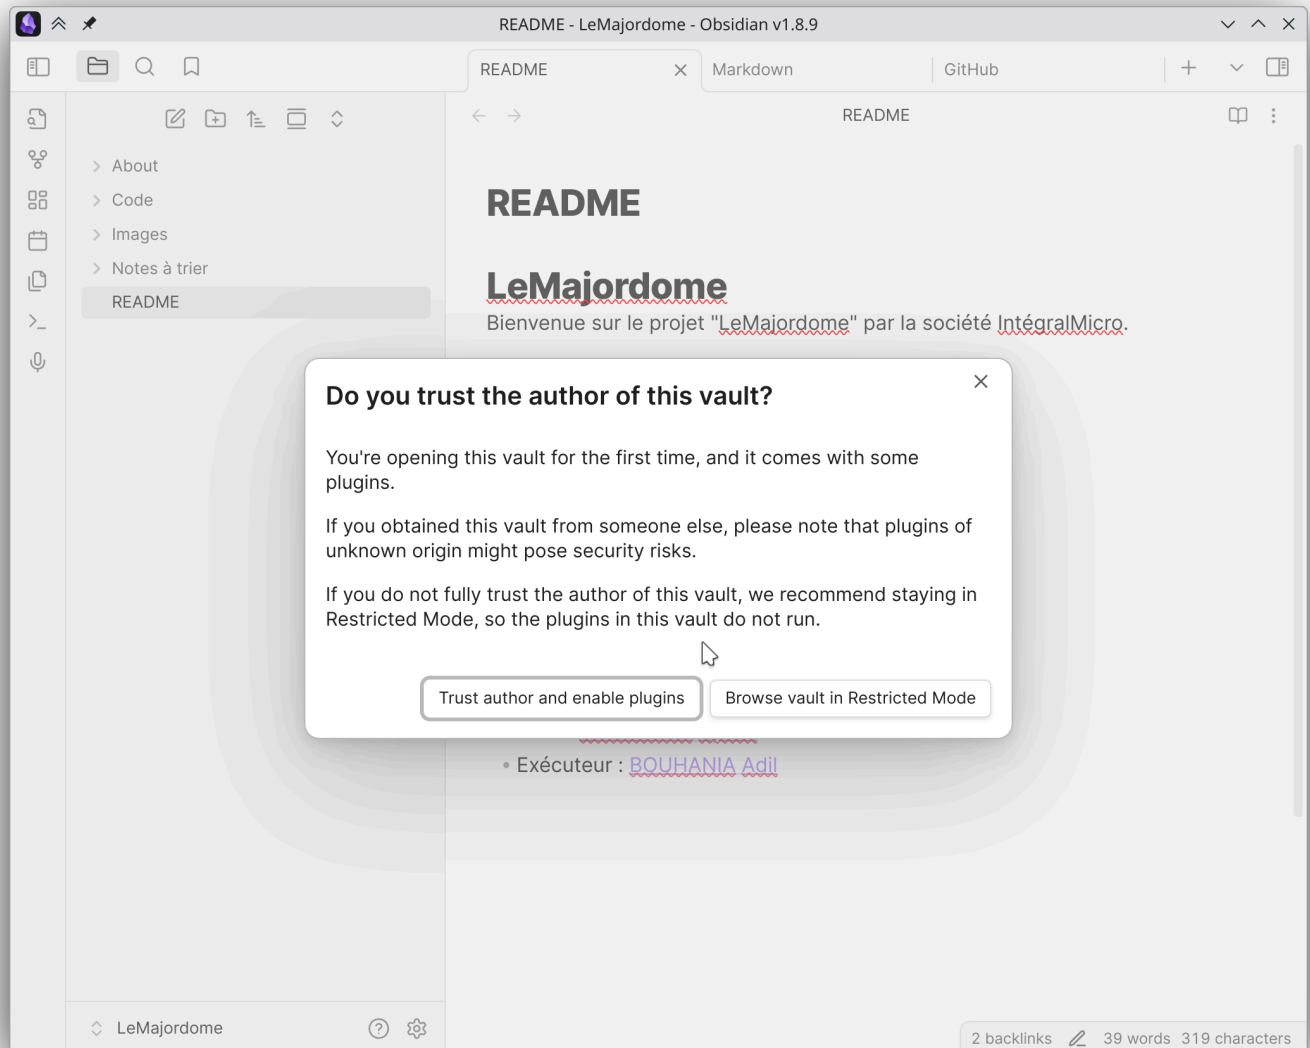 README - LeMajordome - Obsidian v1.8.9
README
Markdown
GitHub
README
About
Code
Images
Notes à trier
README
README
LeMajordome
Bienvenue sur le projet "LeMajordome" par la société IntégralMicro.
Do you trust the author of this vault?
You're opening this vault for the first time, and it comes with some
plugins.
If you obtained this vault from someone else, please note that plugins of
unknown origin might pose security risks.
If you do not fully trust the author of this vault, we recommend staying in
Restricted Mode, so the plugins in this vault do not run.
Trust author and enable plugins
Browse vault in Restricted Mode
• Exécuteur : BOUHANIA Adil
LeMajordome
2 backlinks 39 words 319 characters